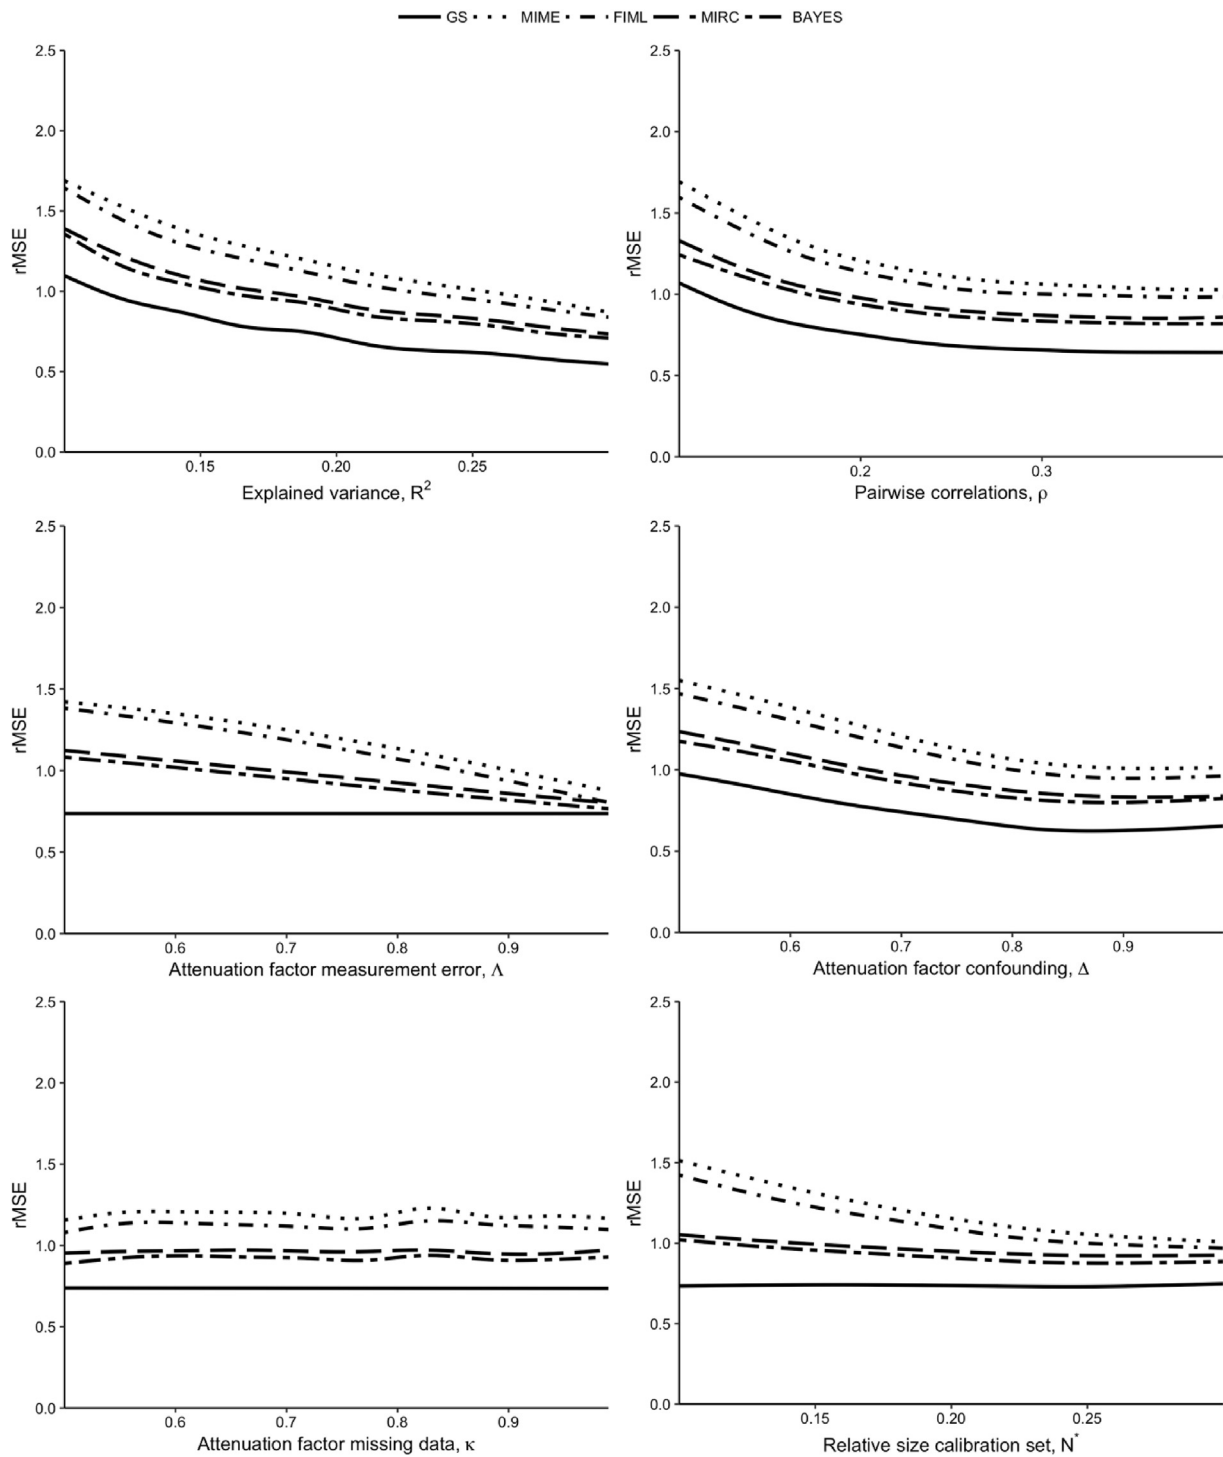 GS MIME FIML MIRC BAYES
2.5
2.0
1.5
1.0
0.5
0.0
rMSE
0.15 0.20 0.25
Explained variance, R²
2.5
2.0
1.5
1.0
0.5
0.0
rMSE
0.2 0.3
Pairwise correlations, ρ
2.5
2.0
1.5
1.0
0.5
0.0
rMSE
0.6 0.7 0.8 0.9
Attenuation factor measurement error, Λ
2.5
2.0
1.5
1.0
0.5
0.0
rMSE
0.6 0.7 0.8 0.9
Attenuation factor confounding, Δ
2.5
2.0
1.5
1.0
0.5
0.0
rMSE
0.6 0.7 0.8 0.9
Attenuation factor missing data, κ
2.5
2.0
1.5
1.0
0.5
0.0
rMSE
0.15 0.20 0.25
Relative size calibration set, N*